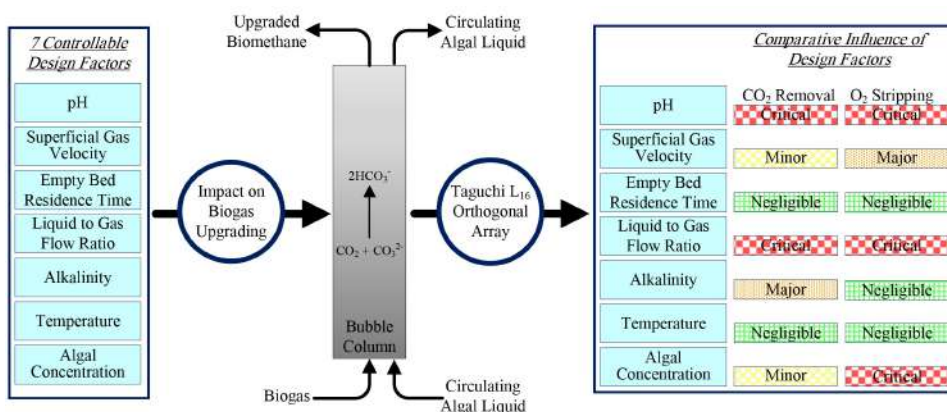 7 Controllable
Design Factors
pH
Superficial Gas
Velocity
Empty Bed
Residence Time
Liquid to Gas
Flow Ratio
Alkalinity
Temperature
Algal
Concentration
Impact on
Biogas
Upgrading
Upgraded
Biomethane
Circulating
Algal Liquid
2HCO₃⁻
CO₂ + CO₃²⁻
Bubble
Column
Biogas
Circulating
Algal Liquid
Taguchi L₁₆
Orthogonal
Array
Comparative Influence of
Design Factors
CO₂ Removal O₂ Stripping
pH Critical Critical
Superficial Gas
Velocity Minor Major
Empty Bed
Residence Time Negligible Negligible
Liquid to Gas
Flow Ratio Critical Critical
Alkalinity Major Negligible
Temperature Negligible Negligible
Algal
Concentration Minor Critical